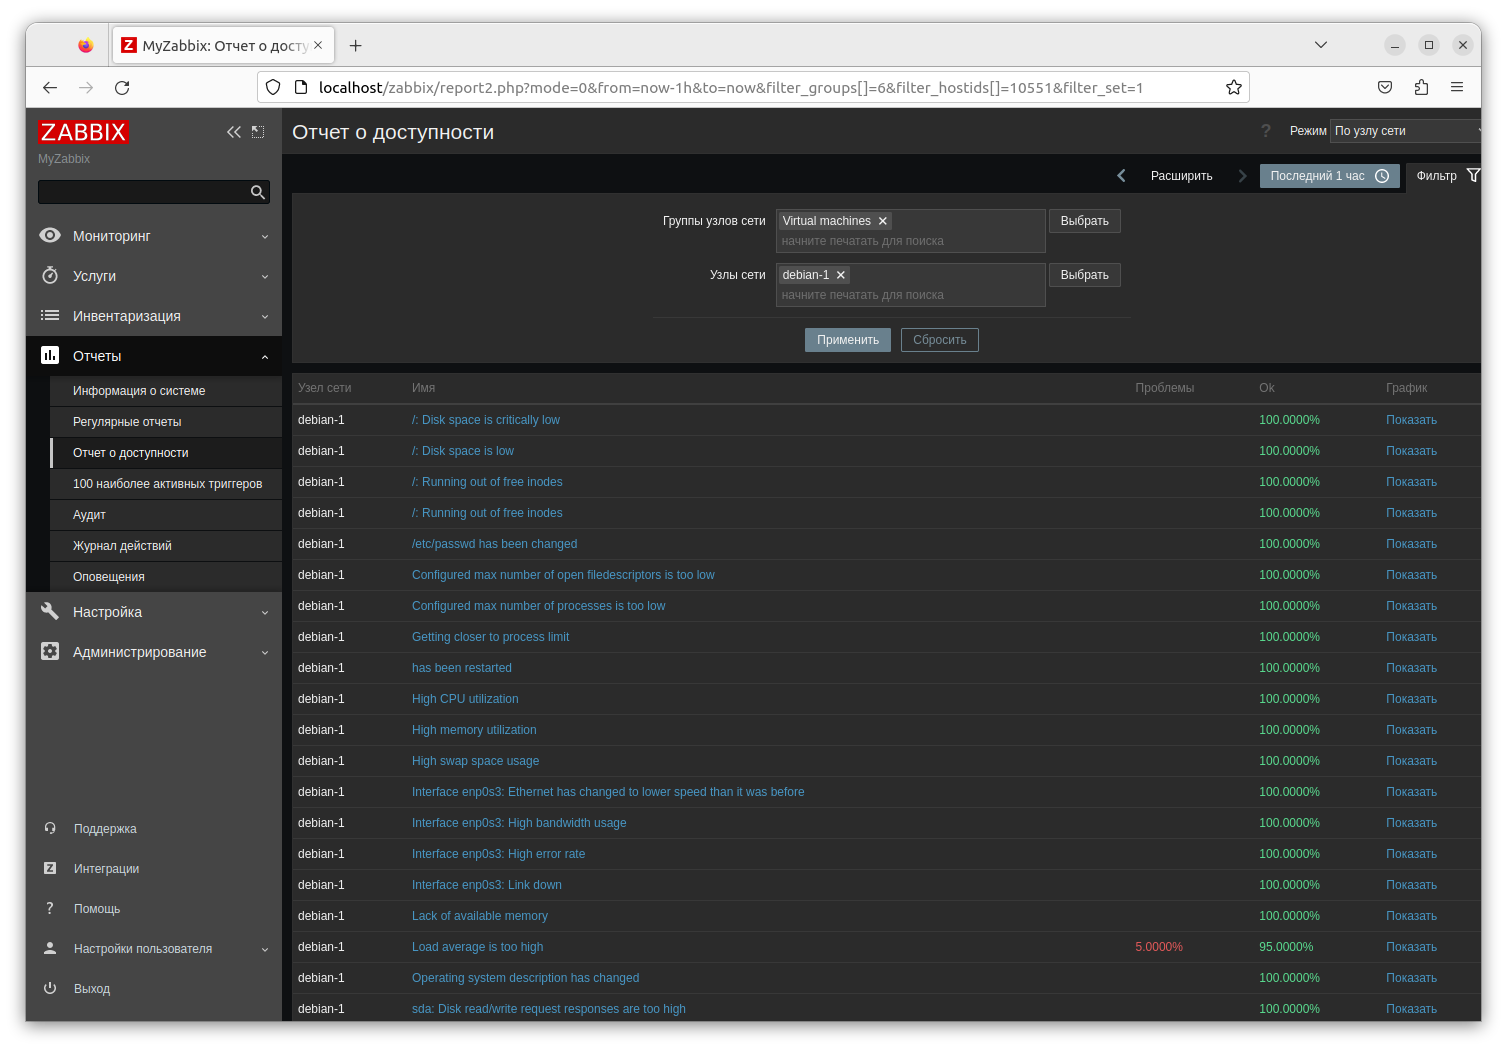 MyZabbix: Отчет о досту
localhost/zabbix/report2.php?mode=0&from=now-1h&to=now&filter_groups[]=6&filter_hostids[]=10551&filter_set=1
ZABBIX
MyZabbix
Мониторинг
Услуги
Инвентаризация
Отчеты
Информация о системе
Регулярные отчеты
Отчет о доступности
100 наиболее активных триггеров
Аудит
Журнал действий
Оповещения
Настройка
Администрирование
Поддержка
Интеграции
Помощь
Настройки пользователя
Выход
Отчет о доступности
? Режим По узлу сети
Расширить Последний 1 час Фильтр
Группы узлов сети Virtual machines Выбрать
начните печатать для поиска
Узлы сети debian-1 Выбрать
начните печатать для поиска
Применить Сбросить
Узел сети Имя Проблемы Ok График
debian-1 /: Disk space is critically low 100.0000% Показать
debian-1 /: Disk space is low 100.0000% Показать
debian-1 /: Running out of free inodes 100.0000% Показать
debian-1 /: Running out of free inodes 100.0000% Показать
debian-1 /etc/passwd has been changed 100.0000% Показать
debian-1 Configured max number of open filedescriptors is too low 100.0000% Показать
debian-1 Configured max number of processes is too low 100.0000% Показать
debian-1 Getting closer to process limit 100.0000% Показать
debian-1 has been restarted 100.0000% Показать
debian-1 High CPU utilization 100.0000% Показать
debian-1 High memory utilization 100.0000% Показать
debian-1 High swap space usage 100.0000% Показать
debian-1 Interface enp0s3: Ethernet has changed to lower speed than it was before 100.0000% Показать
debian-1 Interface enp0s3: High bandwidth usage 100.0000% Показать
debian-1 Interface enp0s3: High error rate 100.0000% Показать
debian-1 Interface enp0s3: Link down 100.0000% Показать
debian-1 Lack of available memory 100.0000% Показать
debian-1 Load average is too high 5.0000% 95.0000% Показать
debian-1 Operating system description has changed 100.0000% Показать
debian-1 sda: Disk read/write request responses are too high 100.0000% Показать